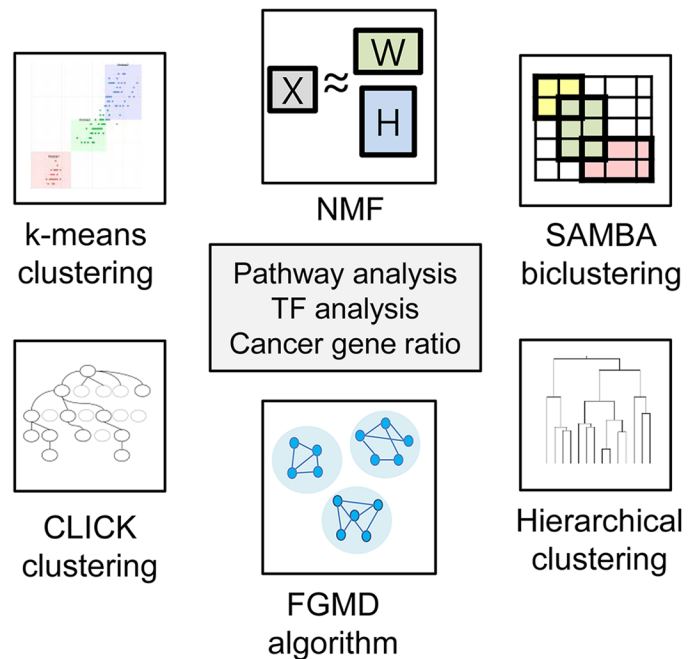 X ≈ W
H
NMF
k-means
clustering
SAMBA
biclustering
Pathway analysis
TF analysis
Cancer gene ratio
CLICK
clustering
FGMD
algorithm
Hierarchical
clustering